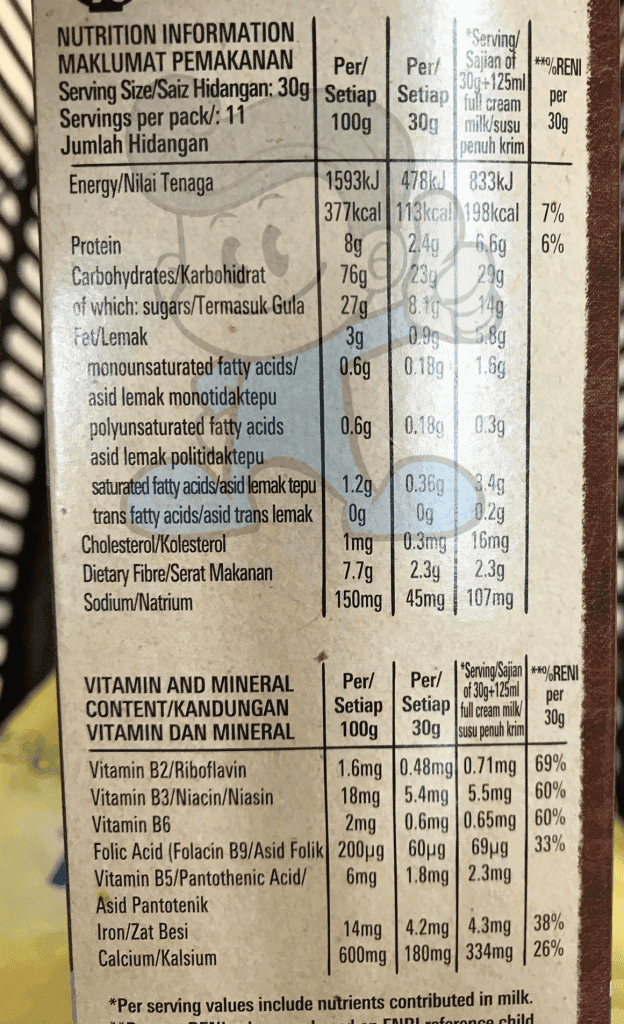 NUTRITION INFORMATION
MAKLUMAT PEMAKANAN
Serving Size/Saiz Hidangan: 30g
Servings per pack/: 11
Jumlah Hidangan
Per/ Setiap 100g
Per/ Setiap 30g
*Serving/ Sajian of 30g+125ml full cream milk/susu penuh krim
**%RENI per 30g
Energy/Nilai Tenaga 1593kJ 478kJ 833kJ
377kcal 113kcal 198kcal 7%
Protein 8g 2.4g 6.6g 6%
Carbohydrates/Karbohidrat 76g 23g 29g
of which: sugars/Termasuk Gula 27g 8.1g 14g
Fat/Lemak 3g 0.9g 5.8g
monounsaturated fatty acids/ 0.6g 0.18g 1.6g
asid lemak monotidaktepu
polyunsaturated fatty acids 0.6g 0.18g 0.3g
asid lemak politidaktepu
saturated fatty acids/asid lemak tepu 1.2g 0.36g 3.4g
trans fatty acids/asid trans lemak 0g 0g 0.2g
Cholesterol/Kolesterol 1mg 0.3mg 16mg
Dietary Fibre/Serat Makanan 7.7g 2.3g 2.3g
Sodium/Natrium 150mg 45mg 107mg
VITAMIN AND MINERAL
CONTENT/KANDUNGAN
VITAMIN DAN MINERAL
Per/ Setiap 100g
Per/ Setiap 30g
*Serving/Sajian of 30g+125ml full cream milk/ susu penuh krim
**%RENI per 30g
Vitamin B2/Riboflavin 1.6mg 0.48mg 0.71mg 69%
Vitamin B3/Niacin/Niasin 18mg 5.4mg 5.5mg 60%
Vitamin B6 2mg 0.6mg 0.65mg 60%
Folic Acid (Folacin B9/Asid Folik 200µg 60µg 69µg 33%
Vitamin B5/Pantothenic Acid/ 6mg 1.8mg 2.3mg
Asid Pantotenik
Iron/Zat Besi 14mg 4.2mg 4.3mg 38%
Calcium/Kalsium 600mg 180mg 334mg 26%
*Per serving values include nutrients contributed in milk.